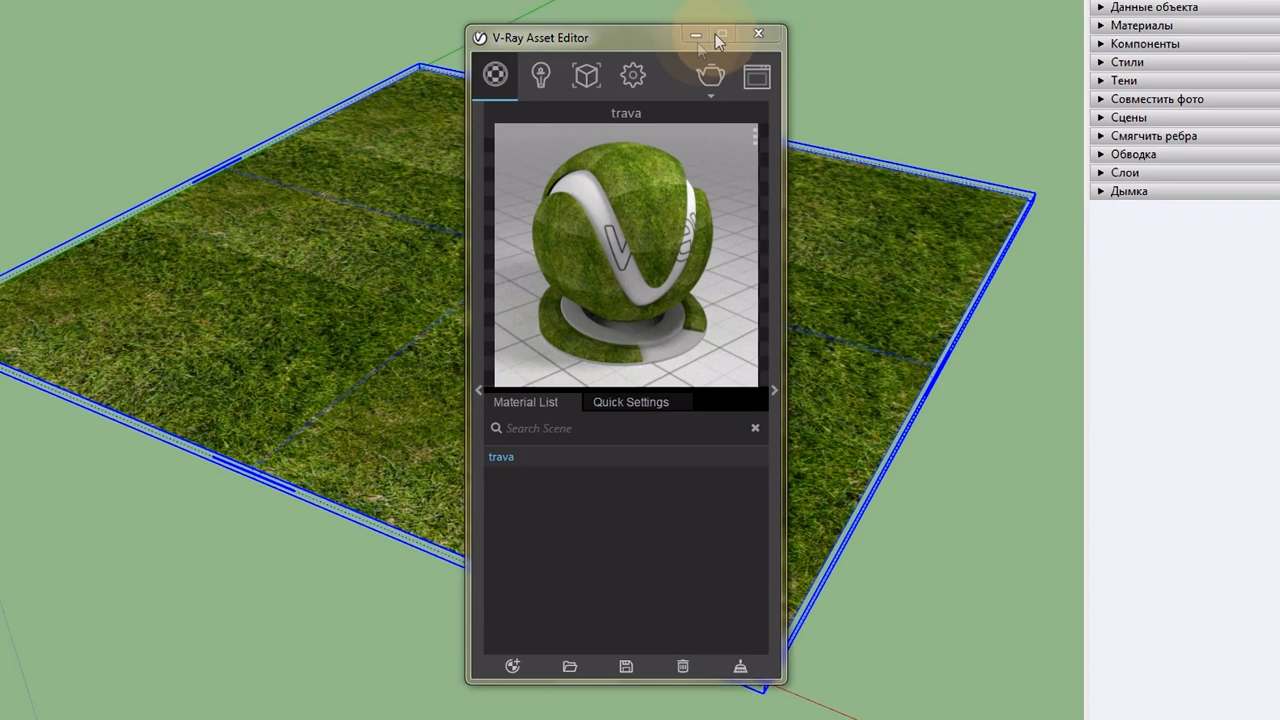 V-Ray Asset Editor
trava
Material List
Quick Settings
Search Scene
trava
Данные объекта
Материалы
Компоненты
Стили
Тени
Совместить фото
Сцены
Смягчить ребра
Обводка
Слои
Дымка